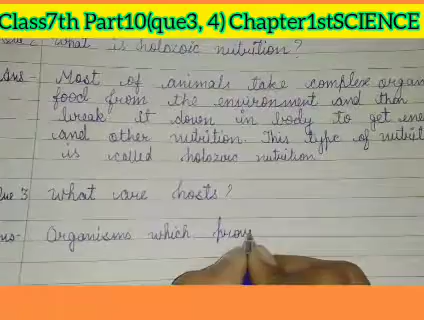 Class7th Part10(que3, 4) Chapter1stSCIENCE
what is holozoic nutrition?
Ans - Most of animals take complex organ
food from the environment and then
break it down in body to get ene
and other nutrition. This type of nutrit
is called holozoic nutrition.
Que 3 What are hosts?
Ans- Organisms which prov